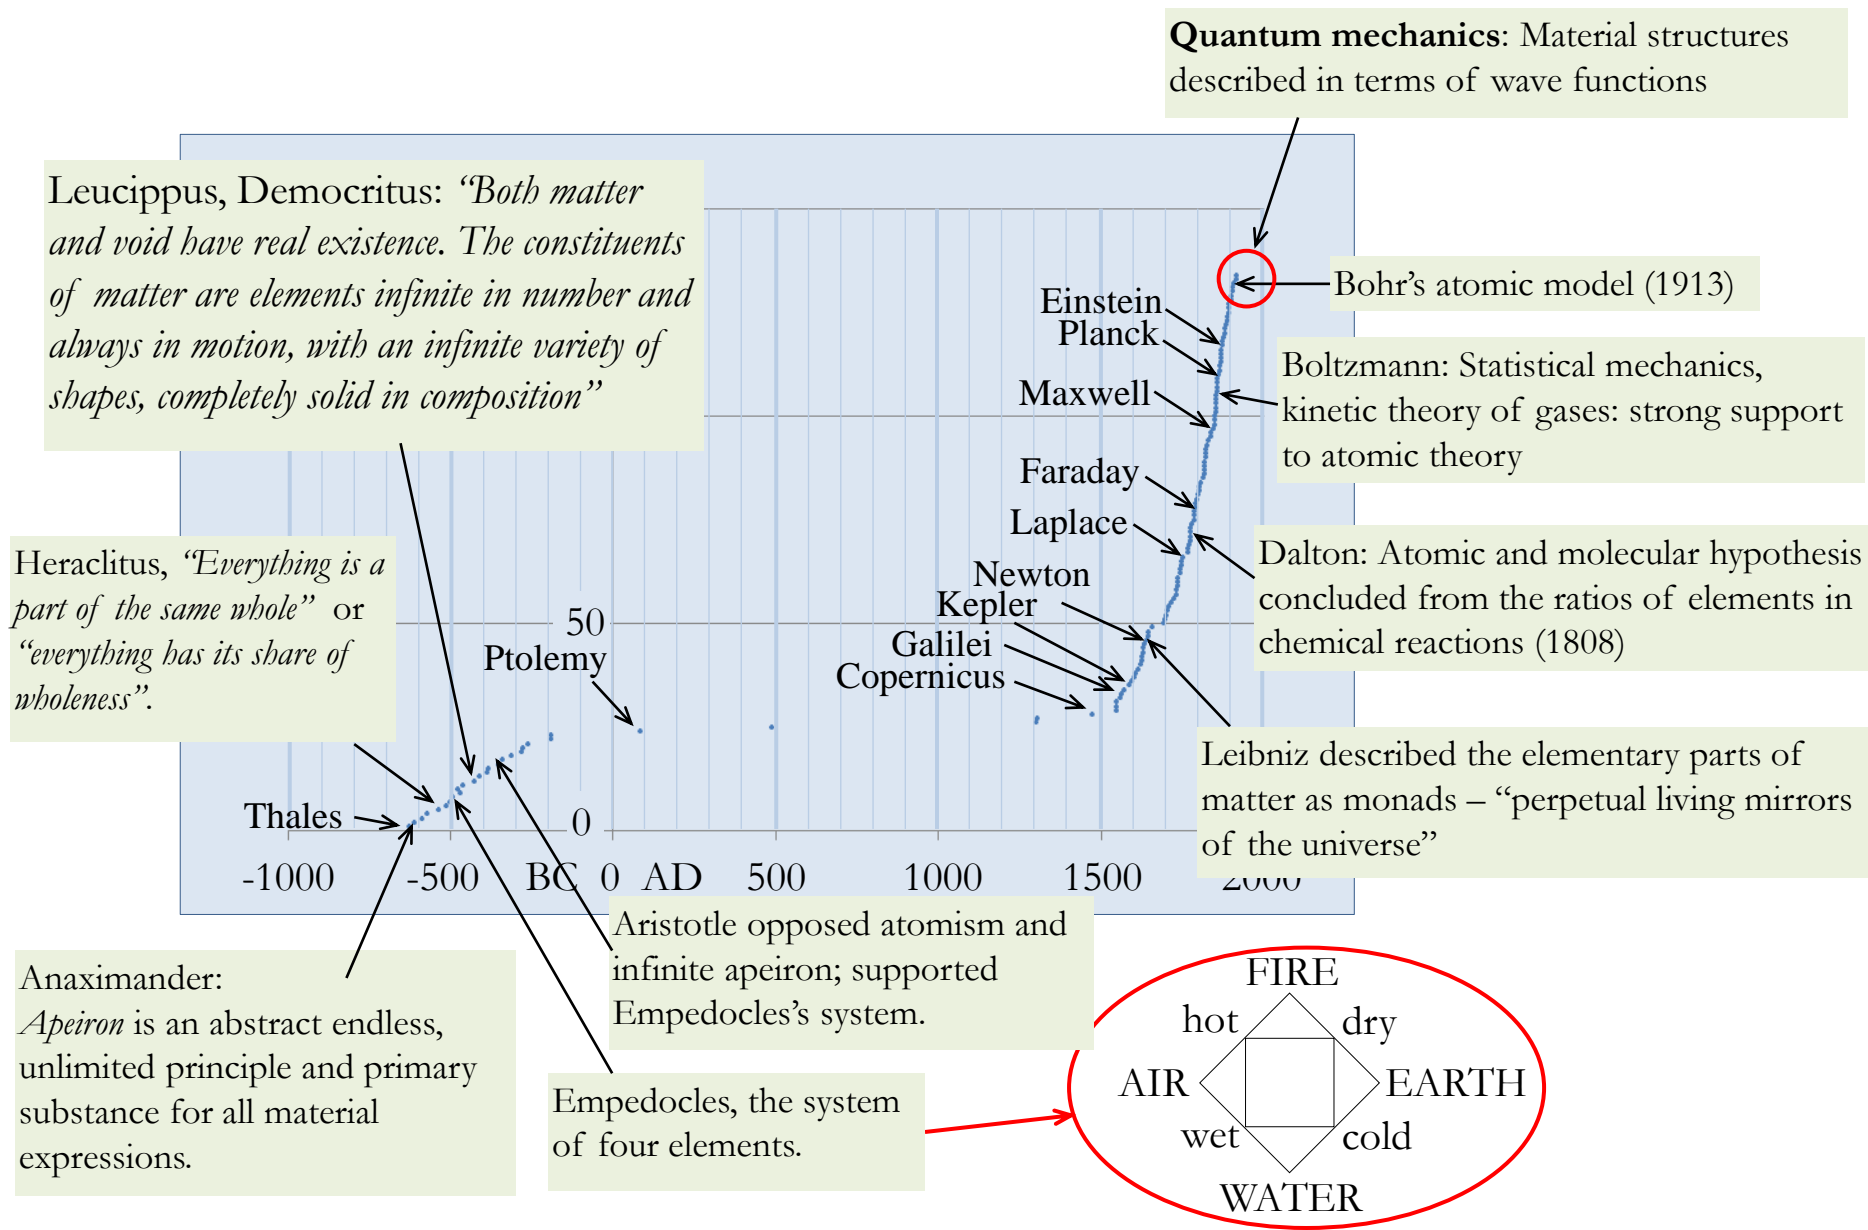 Quantum mechanics: Material structures
described in terms of wave functions
Leucippus, Democritus: “Both matter
and void have real existence. The constituents
of matter are elements infinite in number and
always in motion, with an infinite variety of
shapes, completely solid in composition”
Bohr’s atomic model (1913)
Einstein
Planck
Maxwell
Boltzmann: Statistical mechanics,
kinetic theory of gases: strong support
to atomic theory
Faraday
Laplace
Newton
Kepler
Galilei
Copernicus
Dalton: Atomic and molecular hypothesis
concluded from the ratios of elements in
chemical reactions (1808)
Heraclitus, “Everything is a
part of the same whole” or
“everything has its share of
wholeness”.
50
Ptolemy
Leibniz described the elementary parts of
matter as monads – “perpetual living mirrors
of the universe”
Thales
0
-1000 -500 BC 0 AD 500 1000 1500 2000
Anaximander:
Apeiron is an abstract endless,
unlimited principle and primary
substance for all material
expressions.
Aristotle opposed atomism and
infinite apeiron; supported
Empedocles’s system.
Empedocles, the system
of four elements.
FIRE
hot dry
AIR EARTH
wet cold
WATER